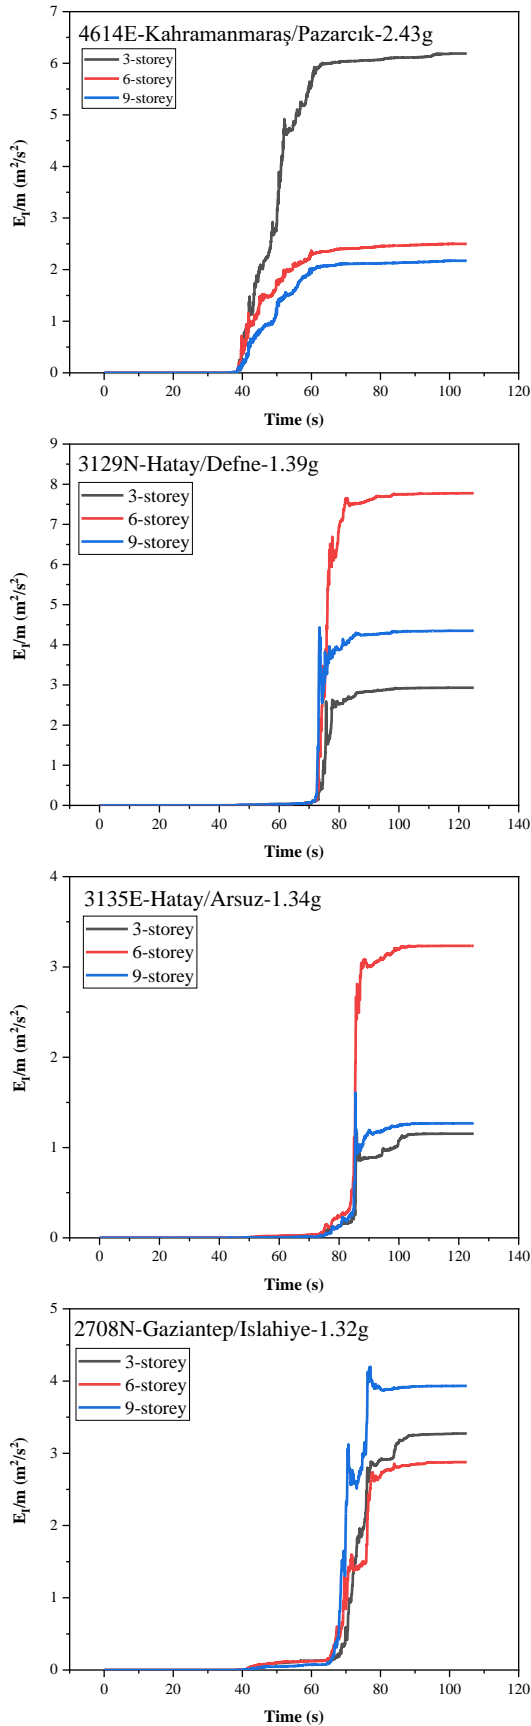 4614E-Kahramanmaraş/Pazarcık-2.43g
3-storey
6-storey
9-storey
E_I/m (m²/s²)
7
6
5
4
3
2
1
0
0 20 40 60 80 100 120
Time (s)
3129N-Hatay/Defne-1.39g
3-storey
6-storey
9-storey
E_I/m (m²/s²)
9
8
7
6
5
4
3
2
1
0
0 20 40 60 80 100 120 140
Time (s)
3135E-Hatay/Arsuz-1.34g
3-storey
6-storey
9-storey
E_I/m (m²/s²)
4
3
2
1
0
0 20 40 60 80 100 120 140
Time (s)
2708N-Gaziantep/Islahiye-1.32g
3-storey
6-storey
9-storey
E_I/m (m²/s²)
5
4
3
2
1
0
0 20 40 60 80 100 120
Time (s)